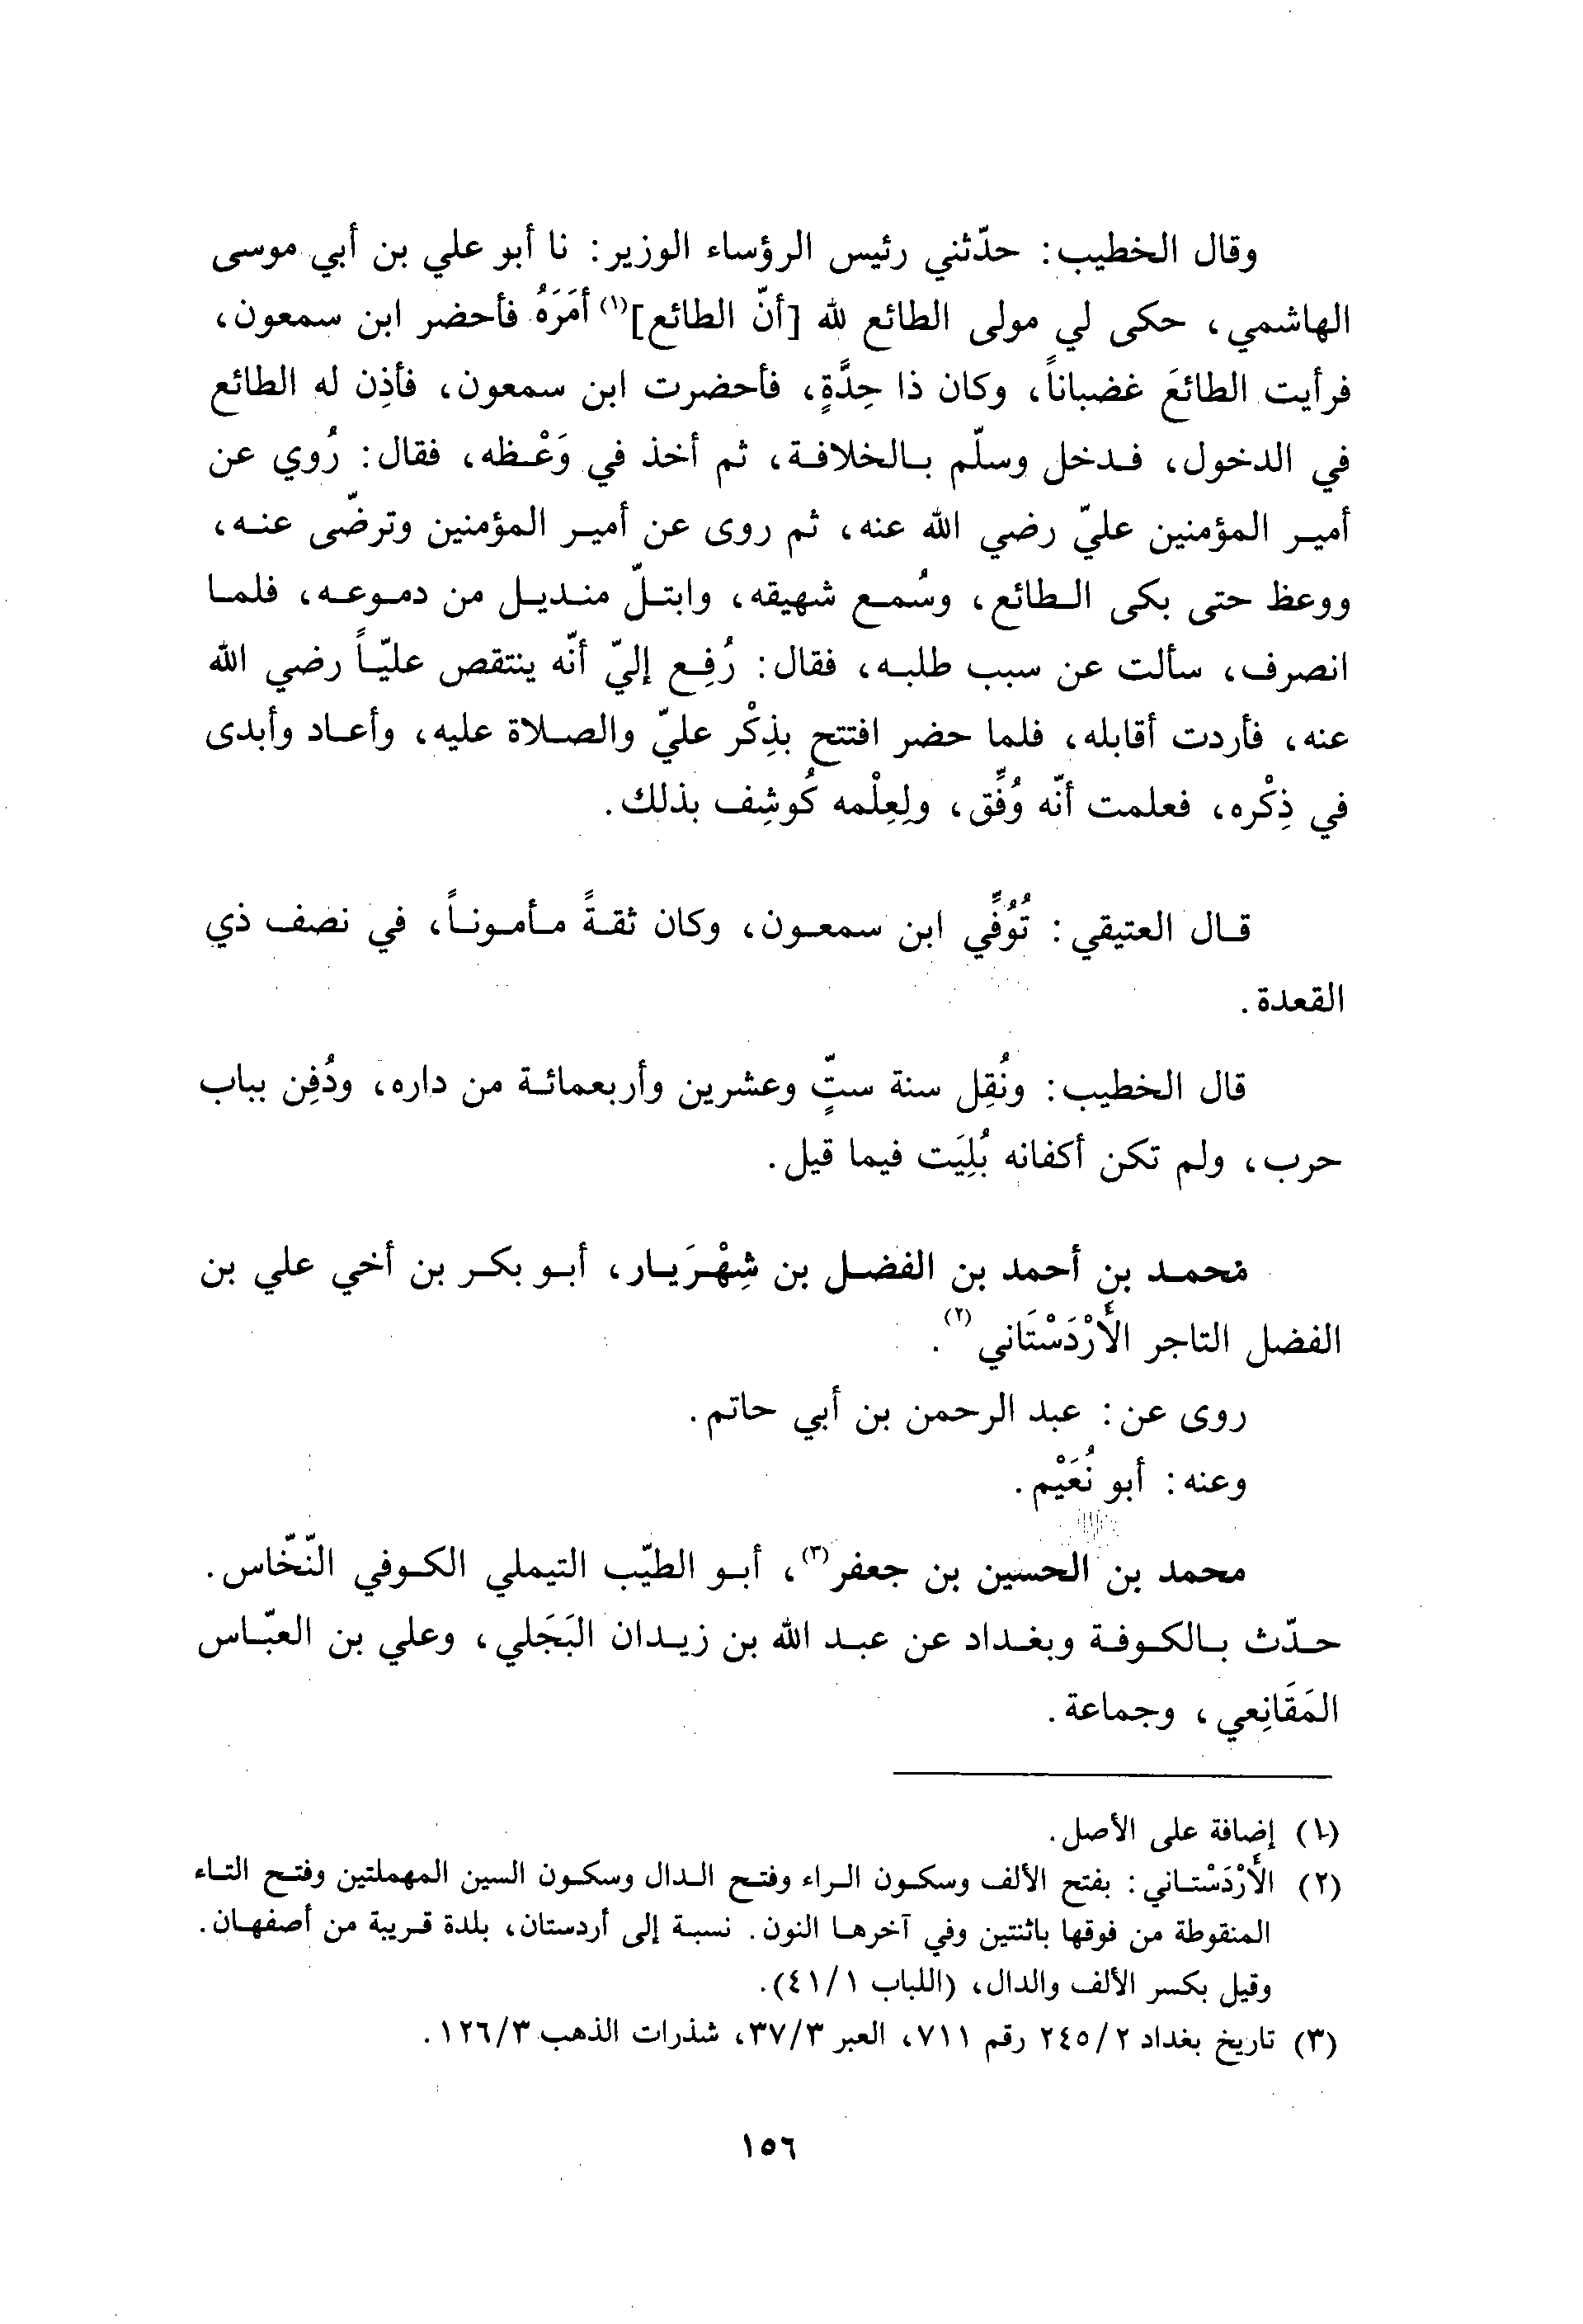 وقال الخطيب: حدّثني رئيس الرؤساء الوزير: نا أبو علي بن أبي موسى
الهاشمي، حكى لي مولى الطائع لله [أنّ الطائع]⁽١⁾ أمَرَهُ فأحضر ابن سمعون،
فرأيت الطائعَ غضباناً، وكان ذا حِدَّةٍ، فأحضرت ابن سمعون، فأذِن له الطائع
في الدخول، فدخل وسلّم بالخلافة، ثم أخذ في وَعْظه، فقال: رُوي عن
أمير المؤمنين عليّ رضي الله عنه، ثم روى عن أمير المؤمنين وترضّى عنه،
ووعظ حتى بكى الطائع، وسُمع شهيقه، وابتلّ منديل من دموعه، فلما
انصرف، سألت عن سبب طلبه، فقال: رُفِع إليّ أنّه ينتقص عليّاً رضي الله
عنه، فأردت أقابله، فلما حضر افتتح بذِكْر عليّ والصلاة عليه، وأعاد وأبدى
في ذِكْره، فعلمت أنّه وُفِّق، ولِعِلْمه كُوشِف بذلك.
قال العتيقي: تُوُفِّي ابن سمعون، وكان ثقةً مأموناً، في نصف ذي
القعدة.
قال الخطيب: ونُقِل سنة ستٍّ وعشرين وأربعمائة من داره، ودُفِن بباب
حرب، ولم تكن أكفانه بُلِيَت فيما قيل.
محمد بن أحمد بن الفضل بن شِهْرَيار، أبو بكر بن أخي علي بن
الفضل التاجر الأَرْدَسْتَاني⁽٢⁾.
روى عن: عبد الرحمن بن أبي حاتم.
وعنه: أبو نُعَيْم.
محمد بن الحسين بن جعفر⁽٣⁾، أبو الطيّب التيملي الكوفي النّخّاس.
حدّث بالكوفة وبغداد عن عبد الله بن زيدان البَجَلي، وعلي بن العبّاس
المَقَانِعي، وجماعة.
(١) إضافة على الأصل.
(٢) الأَرْدَسْتاني: بفتح الألف وسكون الراء وفتح الدال وسكون السين المهملتين وفتح التاء
المنقوطة من فوقها باثنتين وفي آخرها النون. نسبة إلى أردستان، بلدة قريبة من أصفهان.
وقيل بكسر الألف والدال، (اللباب ٤١/١).
(٣) تاريخ بغداد ٢٤٥/٢ رقم ٧١١، العبر ٣٧/٣، شذرات الذهب ١٢٦/٣.
١٥٦